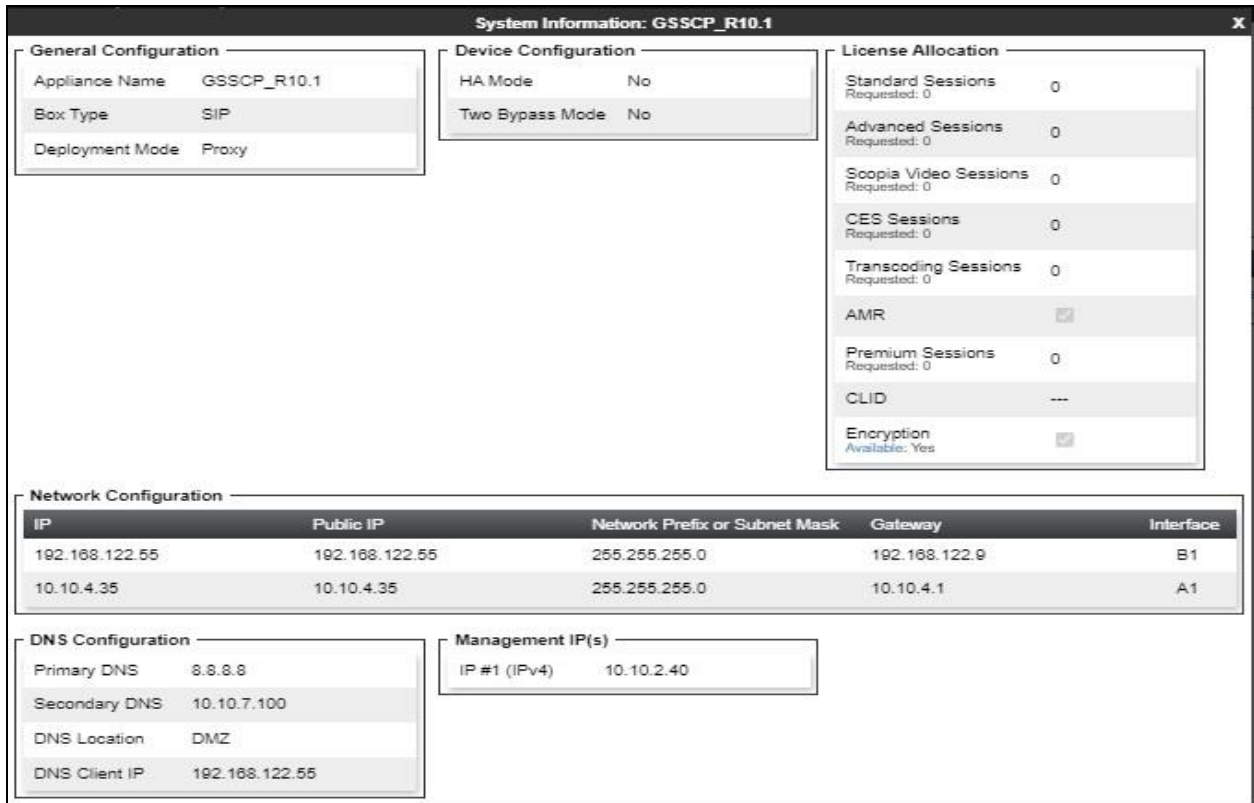 System Information: GSSCP_R10.1 X
General Configuration
Appliance Name GSSCP_R10.1
Box Type SIP
Deployment Mode Proxy
Device Configuration
HA Mode No
Two Bypass Mode No
License Allocation
Standard Sessions 0
Requested: 0
Advanced Sessions 0
Requested: 0
Scopia Video Sessions 0
Requested: 0
CES Sessions 0
Requested: 0
Transcoding Sessions 0
Requested: 0
AMR
Premium Sessions 0
Requested: 0
CLID ---
Encryption
Available: Yes
Network Configuration
IP Public IP Network Prefix or Subnet Mask Gateway Interface
192.168.122.55 192.168.122.55 255.255.255.0 192.168.122.9 B1
10.10.4.35 10.10.4.35 255.255.255.0 10.10.4.1 A1
DNS Configuration
Primary DNS 8.8.8.8
Secondary DNS 10.10.7.100
DNS Location DMZ
DNS Client IP 192.168.122.55
Management IP(s)
IP #1 (IPv4) 10.10.2.40